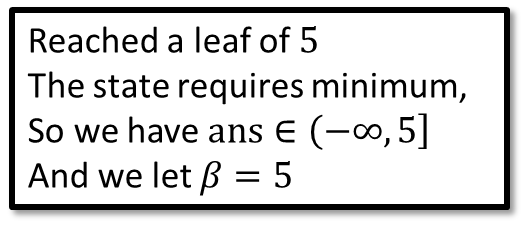 Reached a leaf of 5
The state requires minimum,
So we have ans ∈ (−∞, 5]
And we let β = 5